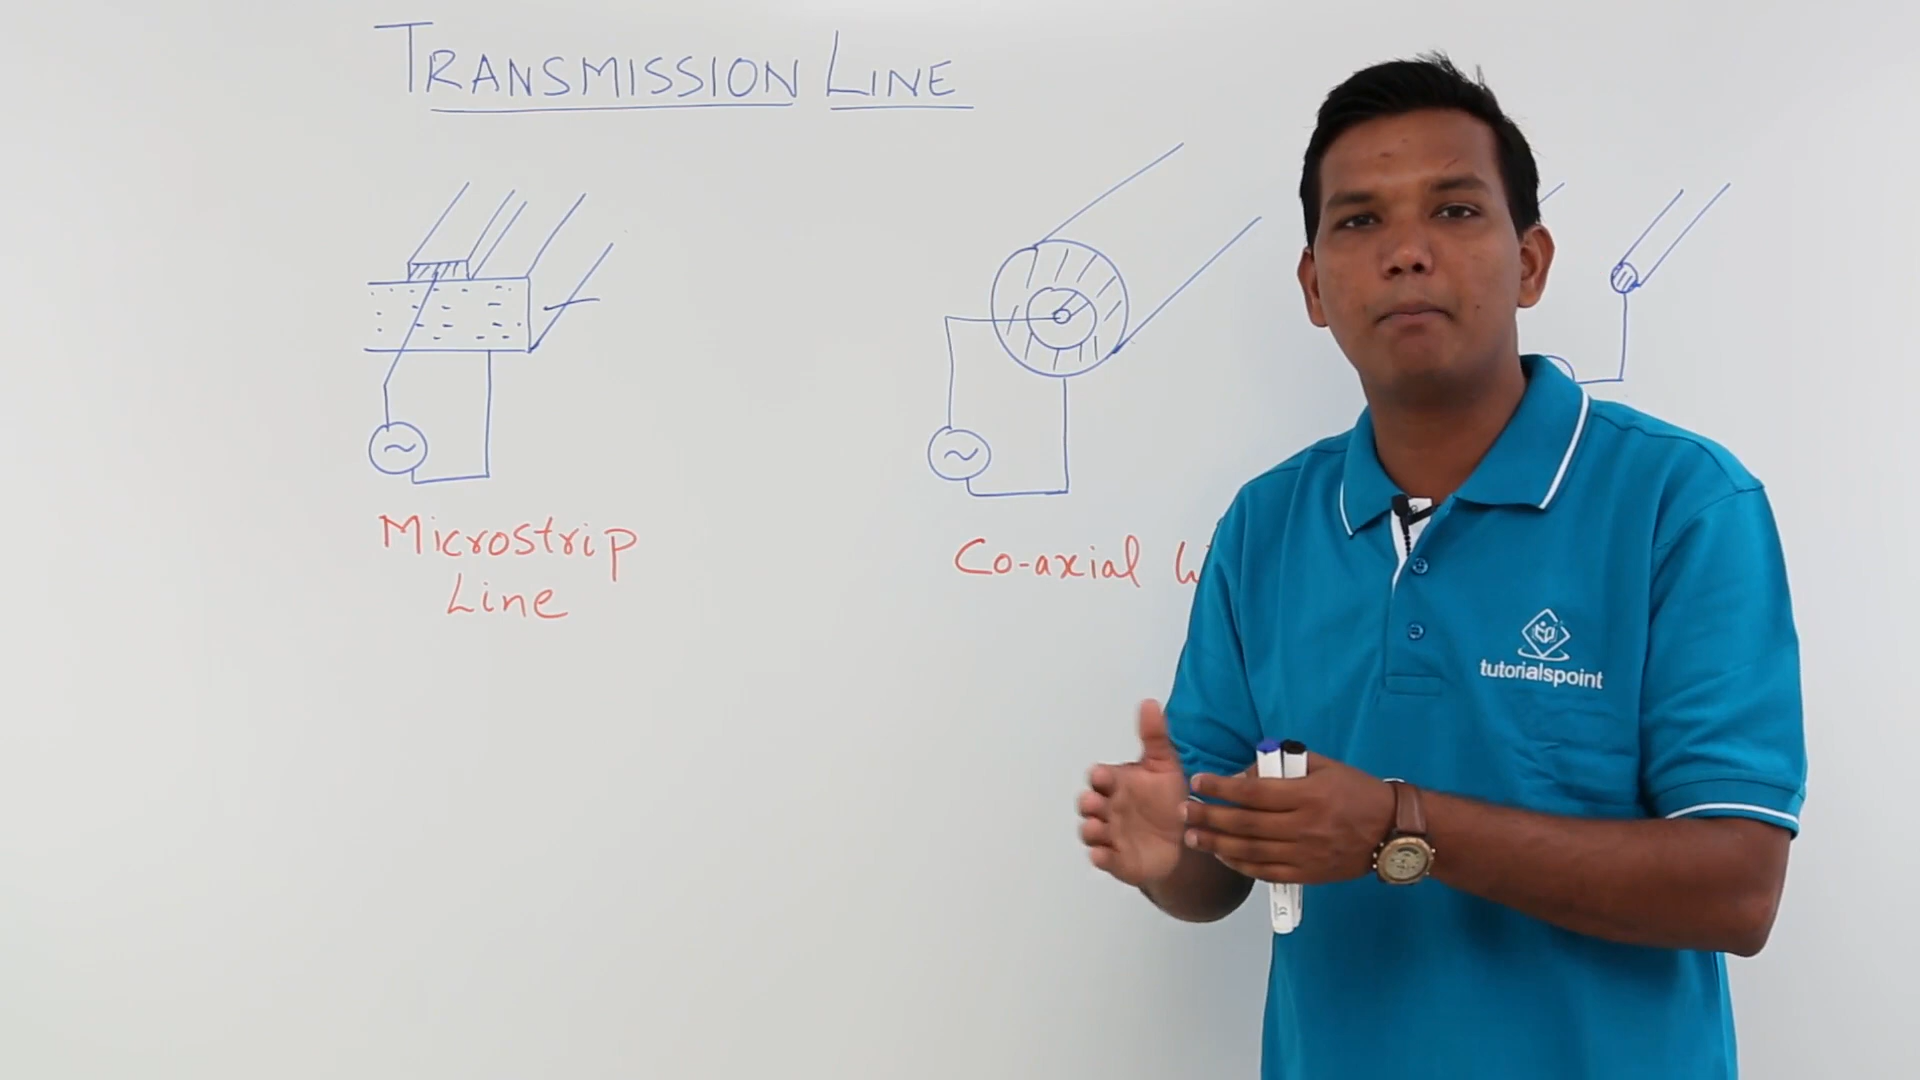 TRANSMISSION LINE
Microstrip
Line
Co-axial
tutorialspoint